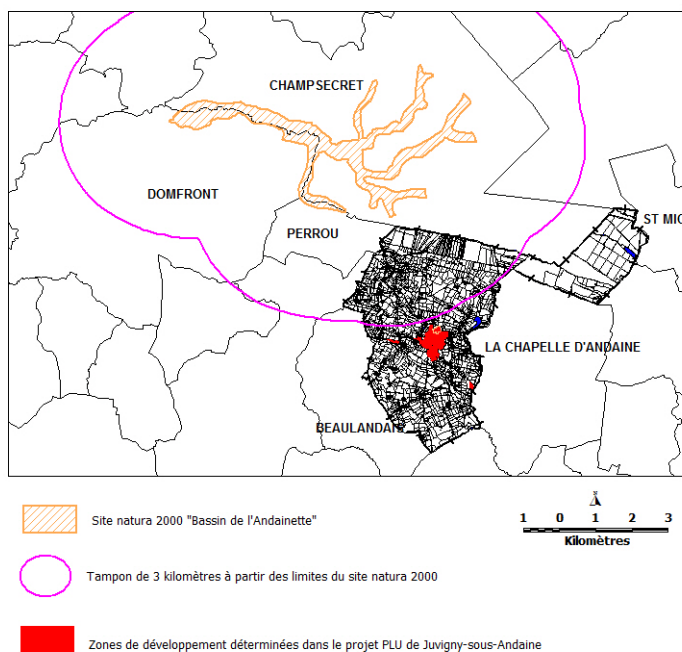 CHAMPSECRET
DOMFRONT
ST MIC
PERROU
LA CHAPELLE D'ANDAINE
BEAULANDAIS
Site natura 2000 "Bassin de l'Andainette"
N
1 0 1 2 3
Kilomètres
Tampon de 3 kilomètres à partir des limites du site natura 2000
Zones de développement déterminées dans le projet PLU de Juvigny-sous-Andaine